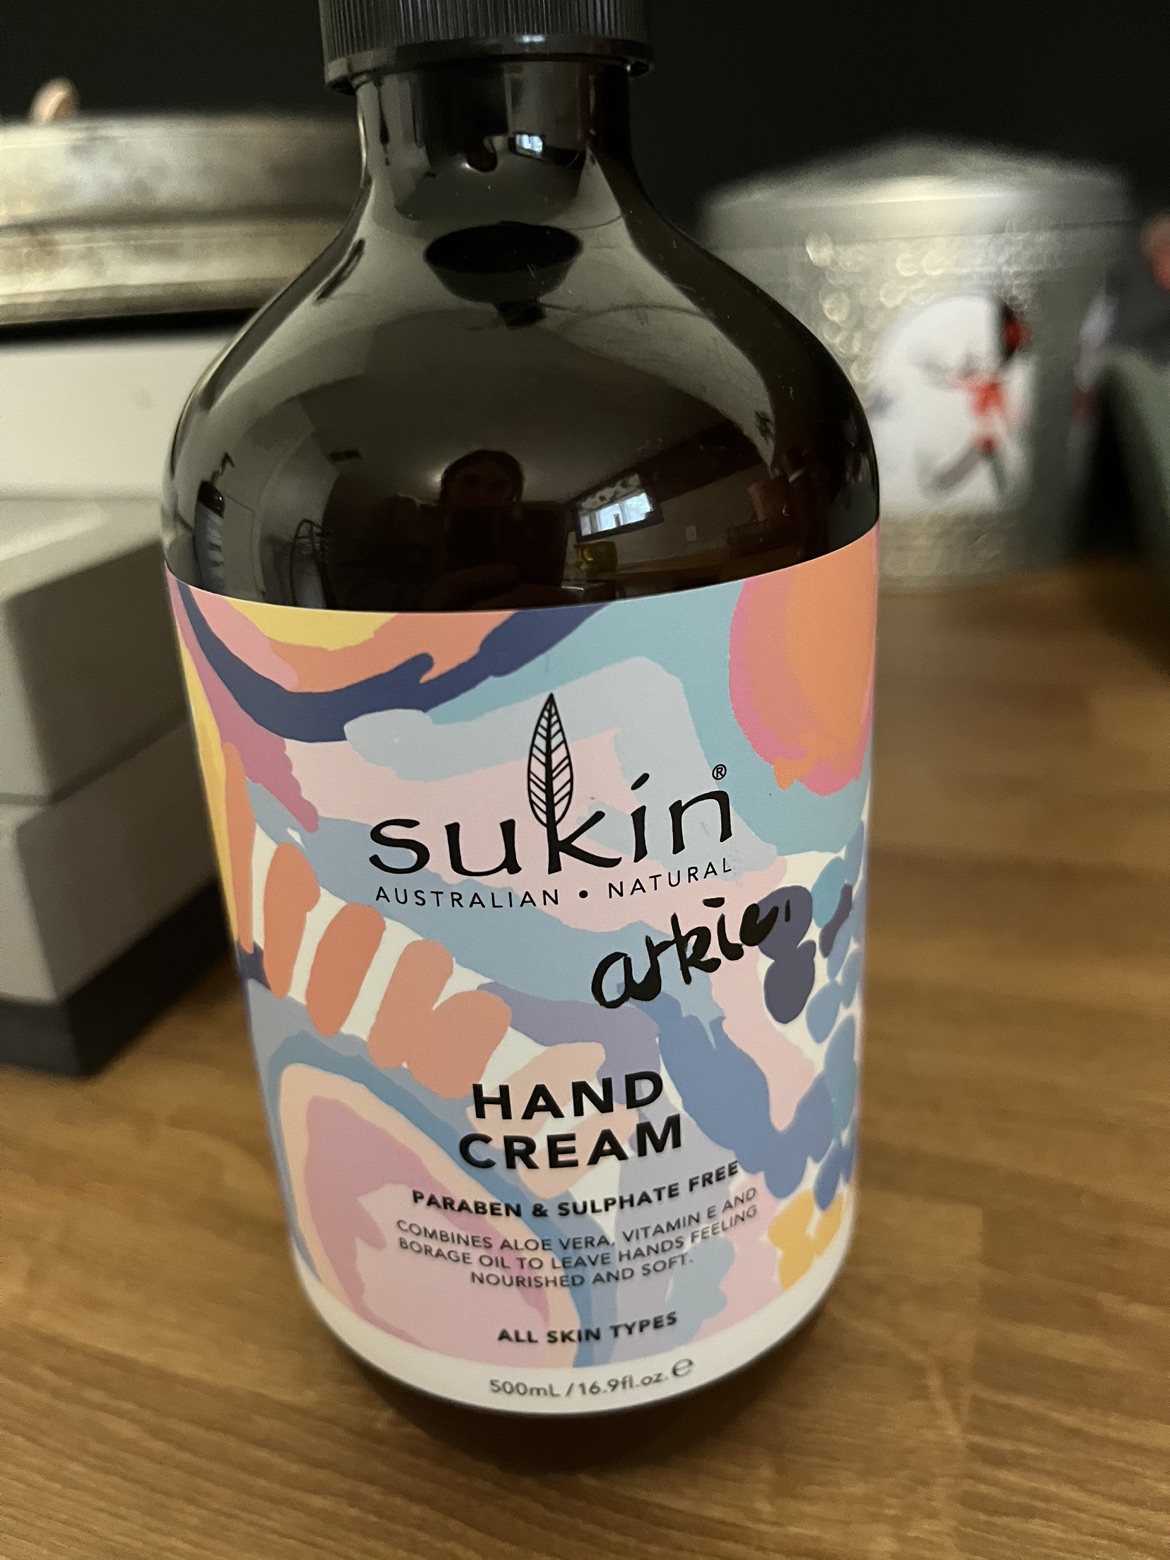 sukin®
AUSTRALIAN • NATURAL
HAND
CREAM
PARABEN & SULPHATE FREE
COMBINES ALOE VERA, VITAMIN E AND
BORAGE OIL TO LEAVE HANDS FEELING
NOURISHED AND SOFT.
ALL SKIN TYPES
500mL / 16.9fl.oz. ℮